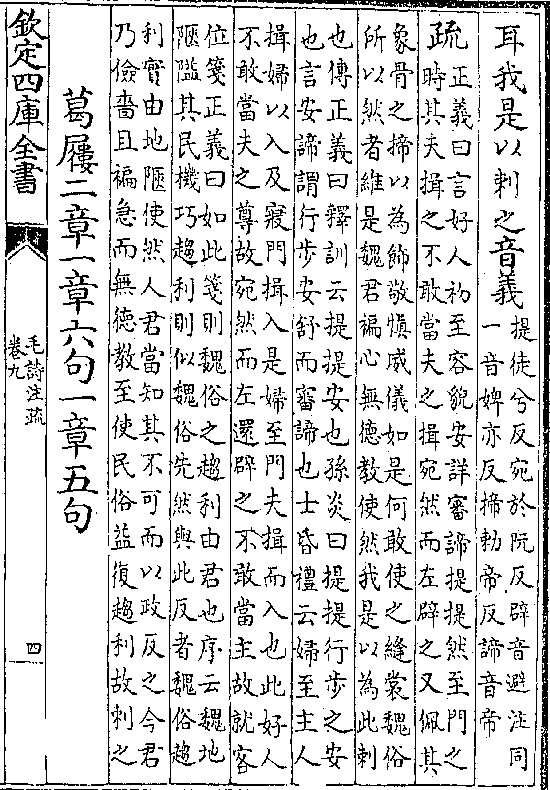 耳我是以刺之音義提徒兮反宛於阮反辟音避注同
一音婢亦反揥勅帝反諦音帝
疏正義曰言好人初至容貌安詳審諦提提然至門之
時其夫揖之不敢當夫之揖宛然而左辟之又佩其
象骨之揥以為飾敬慎威儀如是何敢使之縫裳魏俗
所以然者維是魏君褊心無德教使然我是以為此刺
也傳正義曰釋訓云提提安也孫炎曰提提行步之安
也言安諦謂行步安舒而審諦也士昏禮云婦至主人
揖婦以入及寢門揖入是婦至門夫揖而入也此好人
不敢當夫之尊故宛然而左還辟之不敢當主故就客
位箋正義曰如此箋則魏俗之趨利由君也序云魏地
陿隘其民機巧趨利則似魏俗先然與此反者魏俗趨
利實由地陿使然人君當知其不可而以政反之今君
乃儉嗇且褊急而無德教至使民俗益復趨利故刺之
葛屨二章一章六句一章五句
欽定四庫全書
毛詩注疏
卷九
四